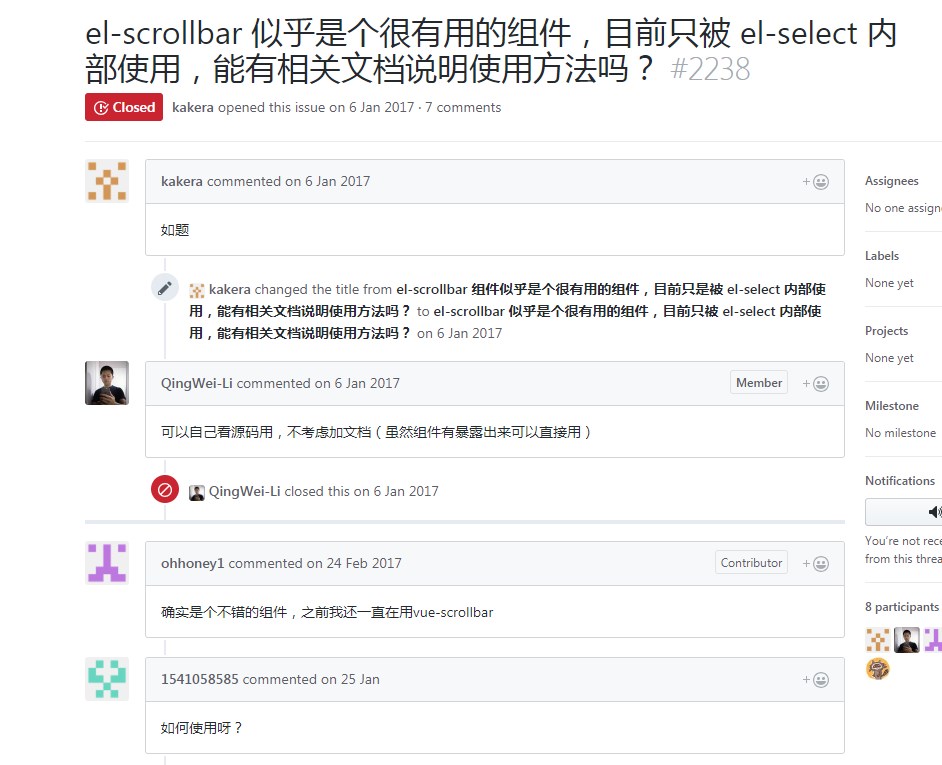 el-scrollbar 似乎是个很有用的组件，目前只被 el-select 内
部使用，能有相关文档说明使用方法吗？ #2238
Closed kakera opened this issue on 6 Jan 2017 · 7 comments
kakera commented on 6 Jan 2017
如题
kakera changed the title from el-scrollbar 组件似乎是个很有用的组件，目前只是被 el-select 内部使
用，能有相关文档说明使用方法吗？ to el-scrollbar 似乎是个很有用的组件，目前只被 el-select 内部使
用，能有相关文档说明使用方法吗？ on 6 Jan 2017
QingWei-Li commented on 6 Jan 2017 Member
可以自己看源码用，不考虑加文档（虽然组件有暴露出来可以直接用）
QingWei-Li closed this on 6 Jan 2017
ohhoney1 commented on 24 Feb 2017 Contributor
确实是个不错的组件，之前我还一直在用vue-scrollbar
1541058585 commented on 25 Jan
如何使用呀？
Assignees
No one assign
Labels
None yet
Projects
None yet
Milestone
No milestone
Notifications
You're not rece
from this threa
8 participants